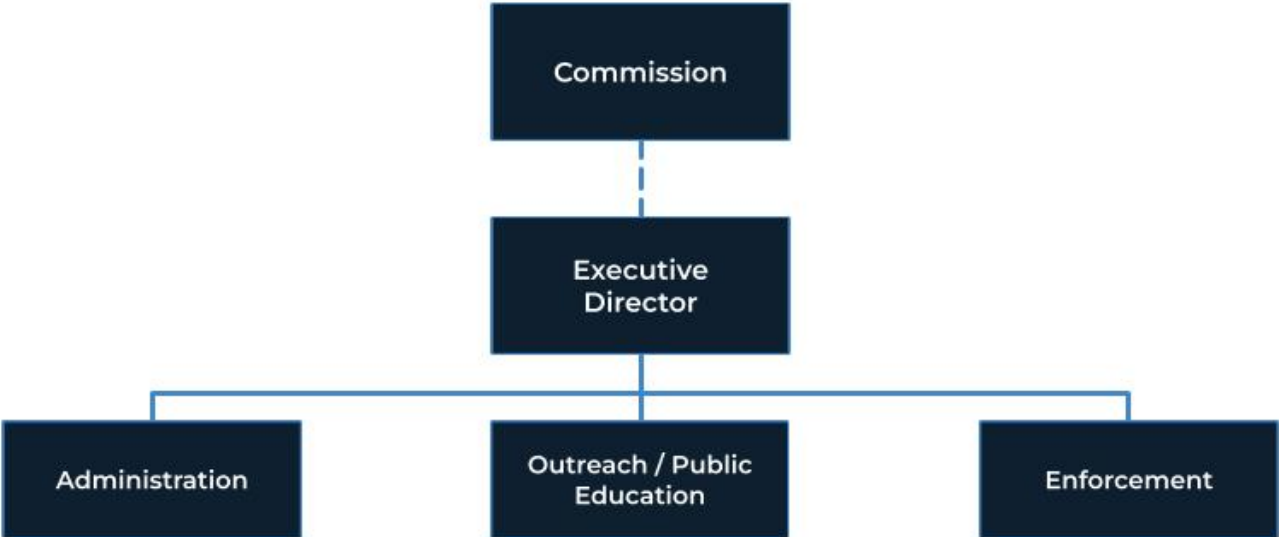 Commission
Executive
Director
Administration
Outreach / Public
Education
Enforcement